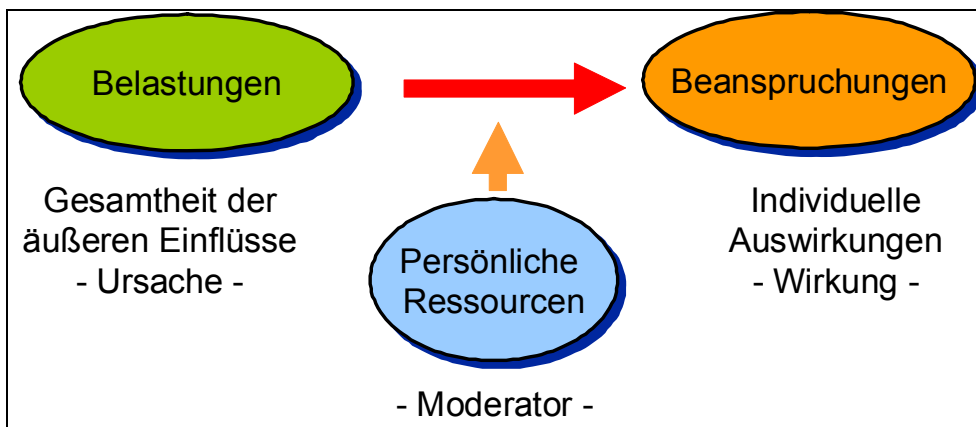 Belastungen
Beanspruchungen
Gesamtheit der
äußeren Einflüsse
- Ursache -
Persönliche
Ressourcen
Individuelle
Auswirkungen
- Wirkung -
- Moderator -